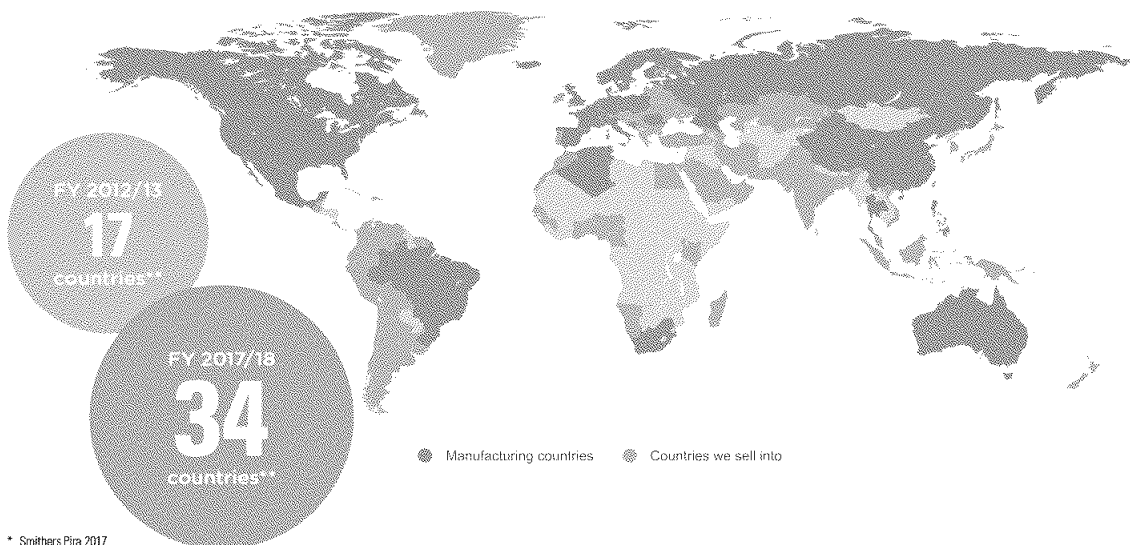 FY 2012/13
17
countries**
FY 2017/18
34
countries**
Manufacturing countries
Countries we sell into
* Smithers Pira 2017